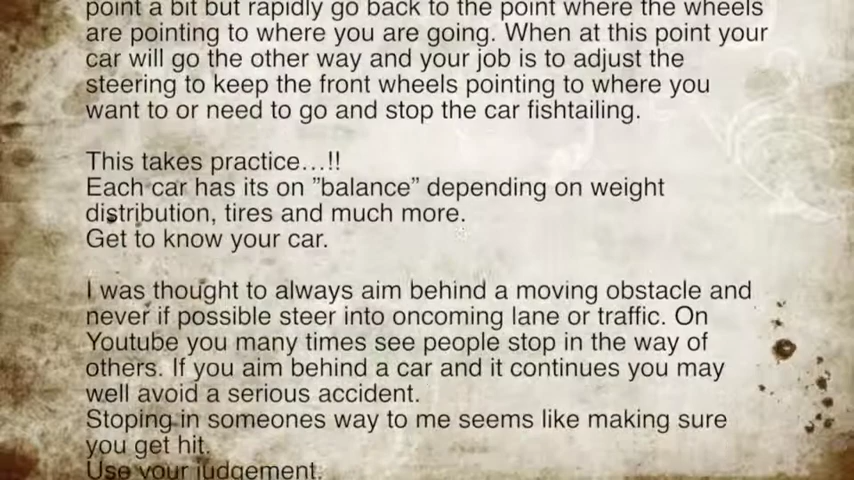 point a bit but rapidly go back to the point where the wheels
are pointing to where you are going. When at this point your
car will go the other way and your job is to adjust the
steering to keep the front wheels pointing to where you
want to or need to go and stop the car fishtailing.
This takes practice...!!
Each car has its on ”balance” depending on weight
distribution, tires and much more.
Get to know your car.
I was thought to always aim behind a moving obstacle and
never if possible steer into oncoming lane or traffic. On
Youtube you many times see people stop in the way of
others. If you aim behind a car and it continues you may
well avoid a serious accident.
Stoping in someones way to me seems like making sure
you get hit.
Use your judgement.